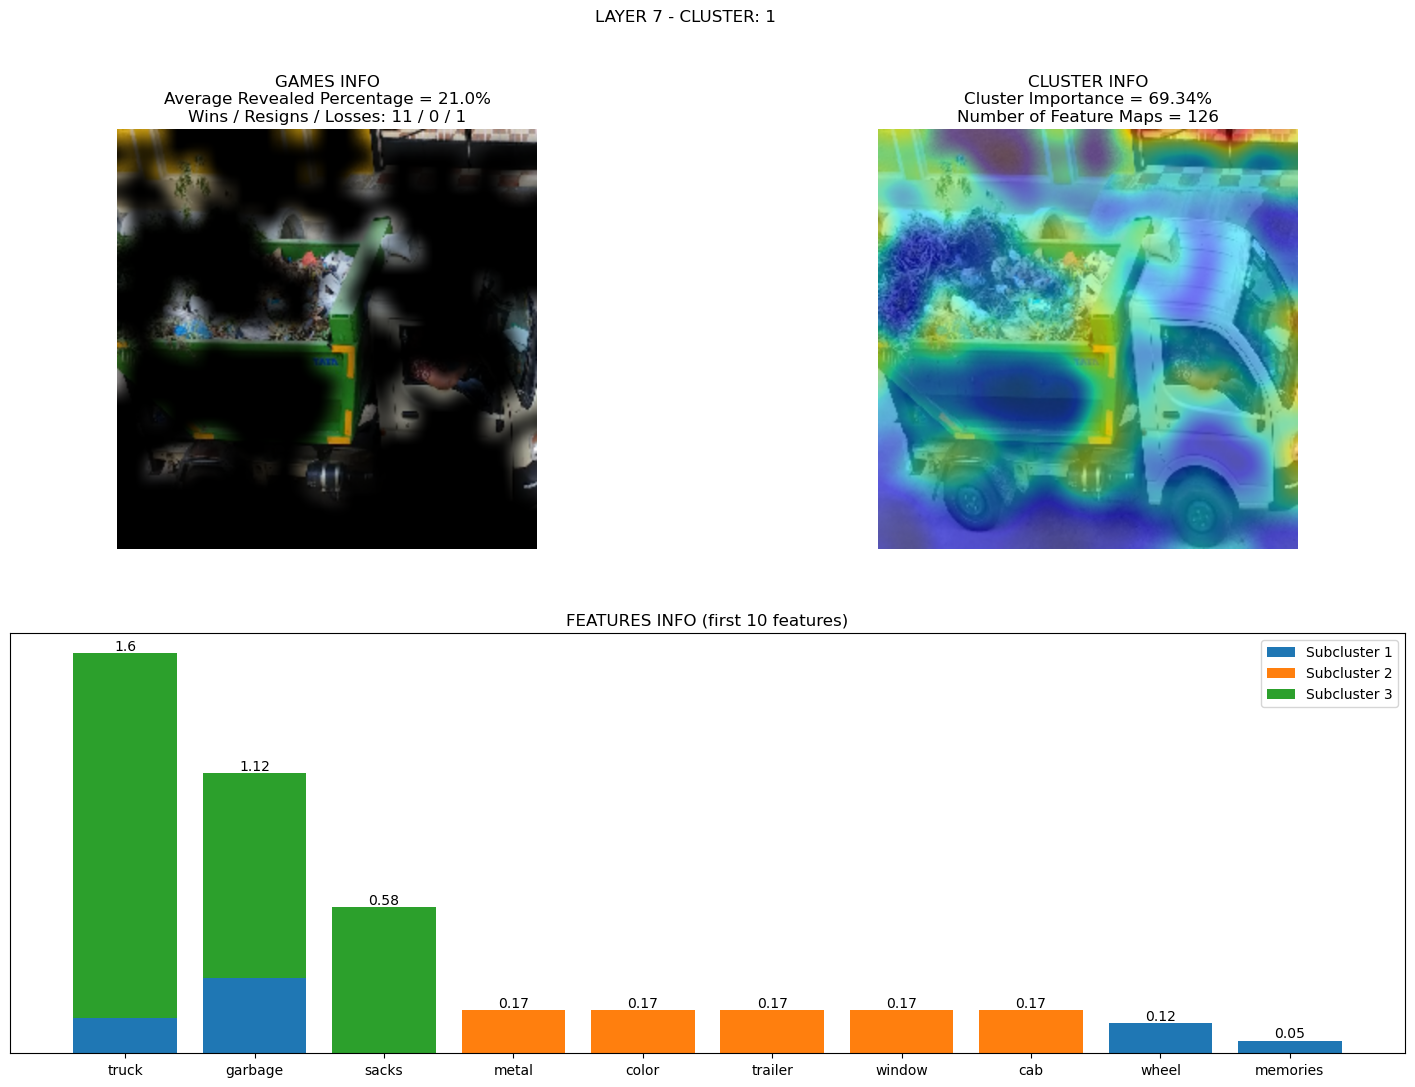 LAYER 7 - CLUSTER: 1
GAMES INFO
Average Revealed Percentage = 21.0%
Wins / Resigns / Losses: 11 / 0 / 1
CLUSTER INFO
Cluster Importance = 69.34%
Number of Feature Maps = 126
FEATURES INFO (first 10 features)
Subcluster 1
Subcluster 2
Subcluster 3
1.6
1.12
0.58
0.17
0.17
0.17
0.17
0.17
0.12
0.05
truck
garbage
sacks
metal
color
trailer
window
cab
wheel
memories